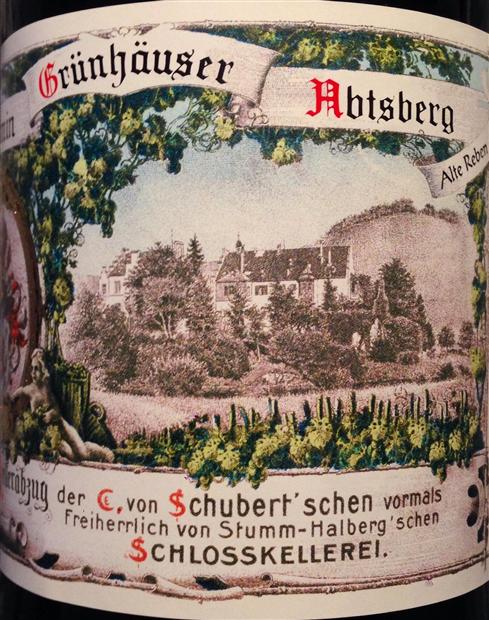 Grünhäuser
Abtsberg
Alte Reben
der C. von Schubert'schen vormals
Freiherrlich von Stumm-Halberg'schen
SCHLOSSKELLEREI.